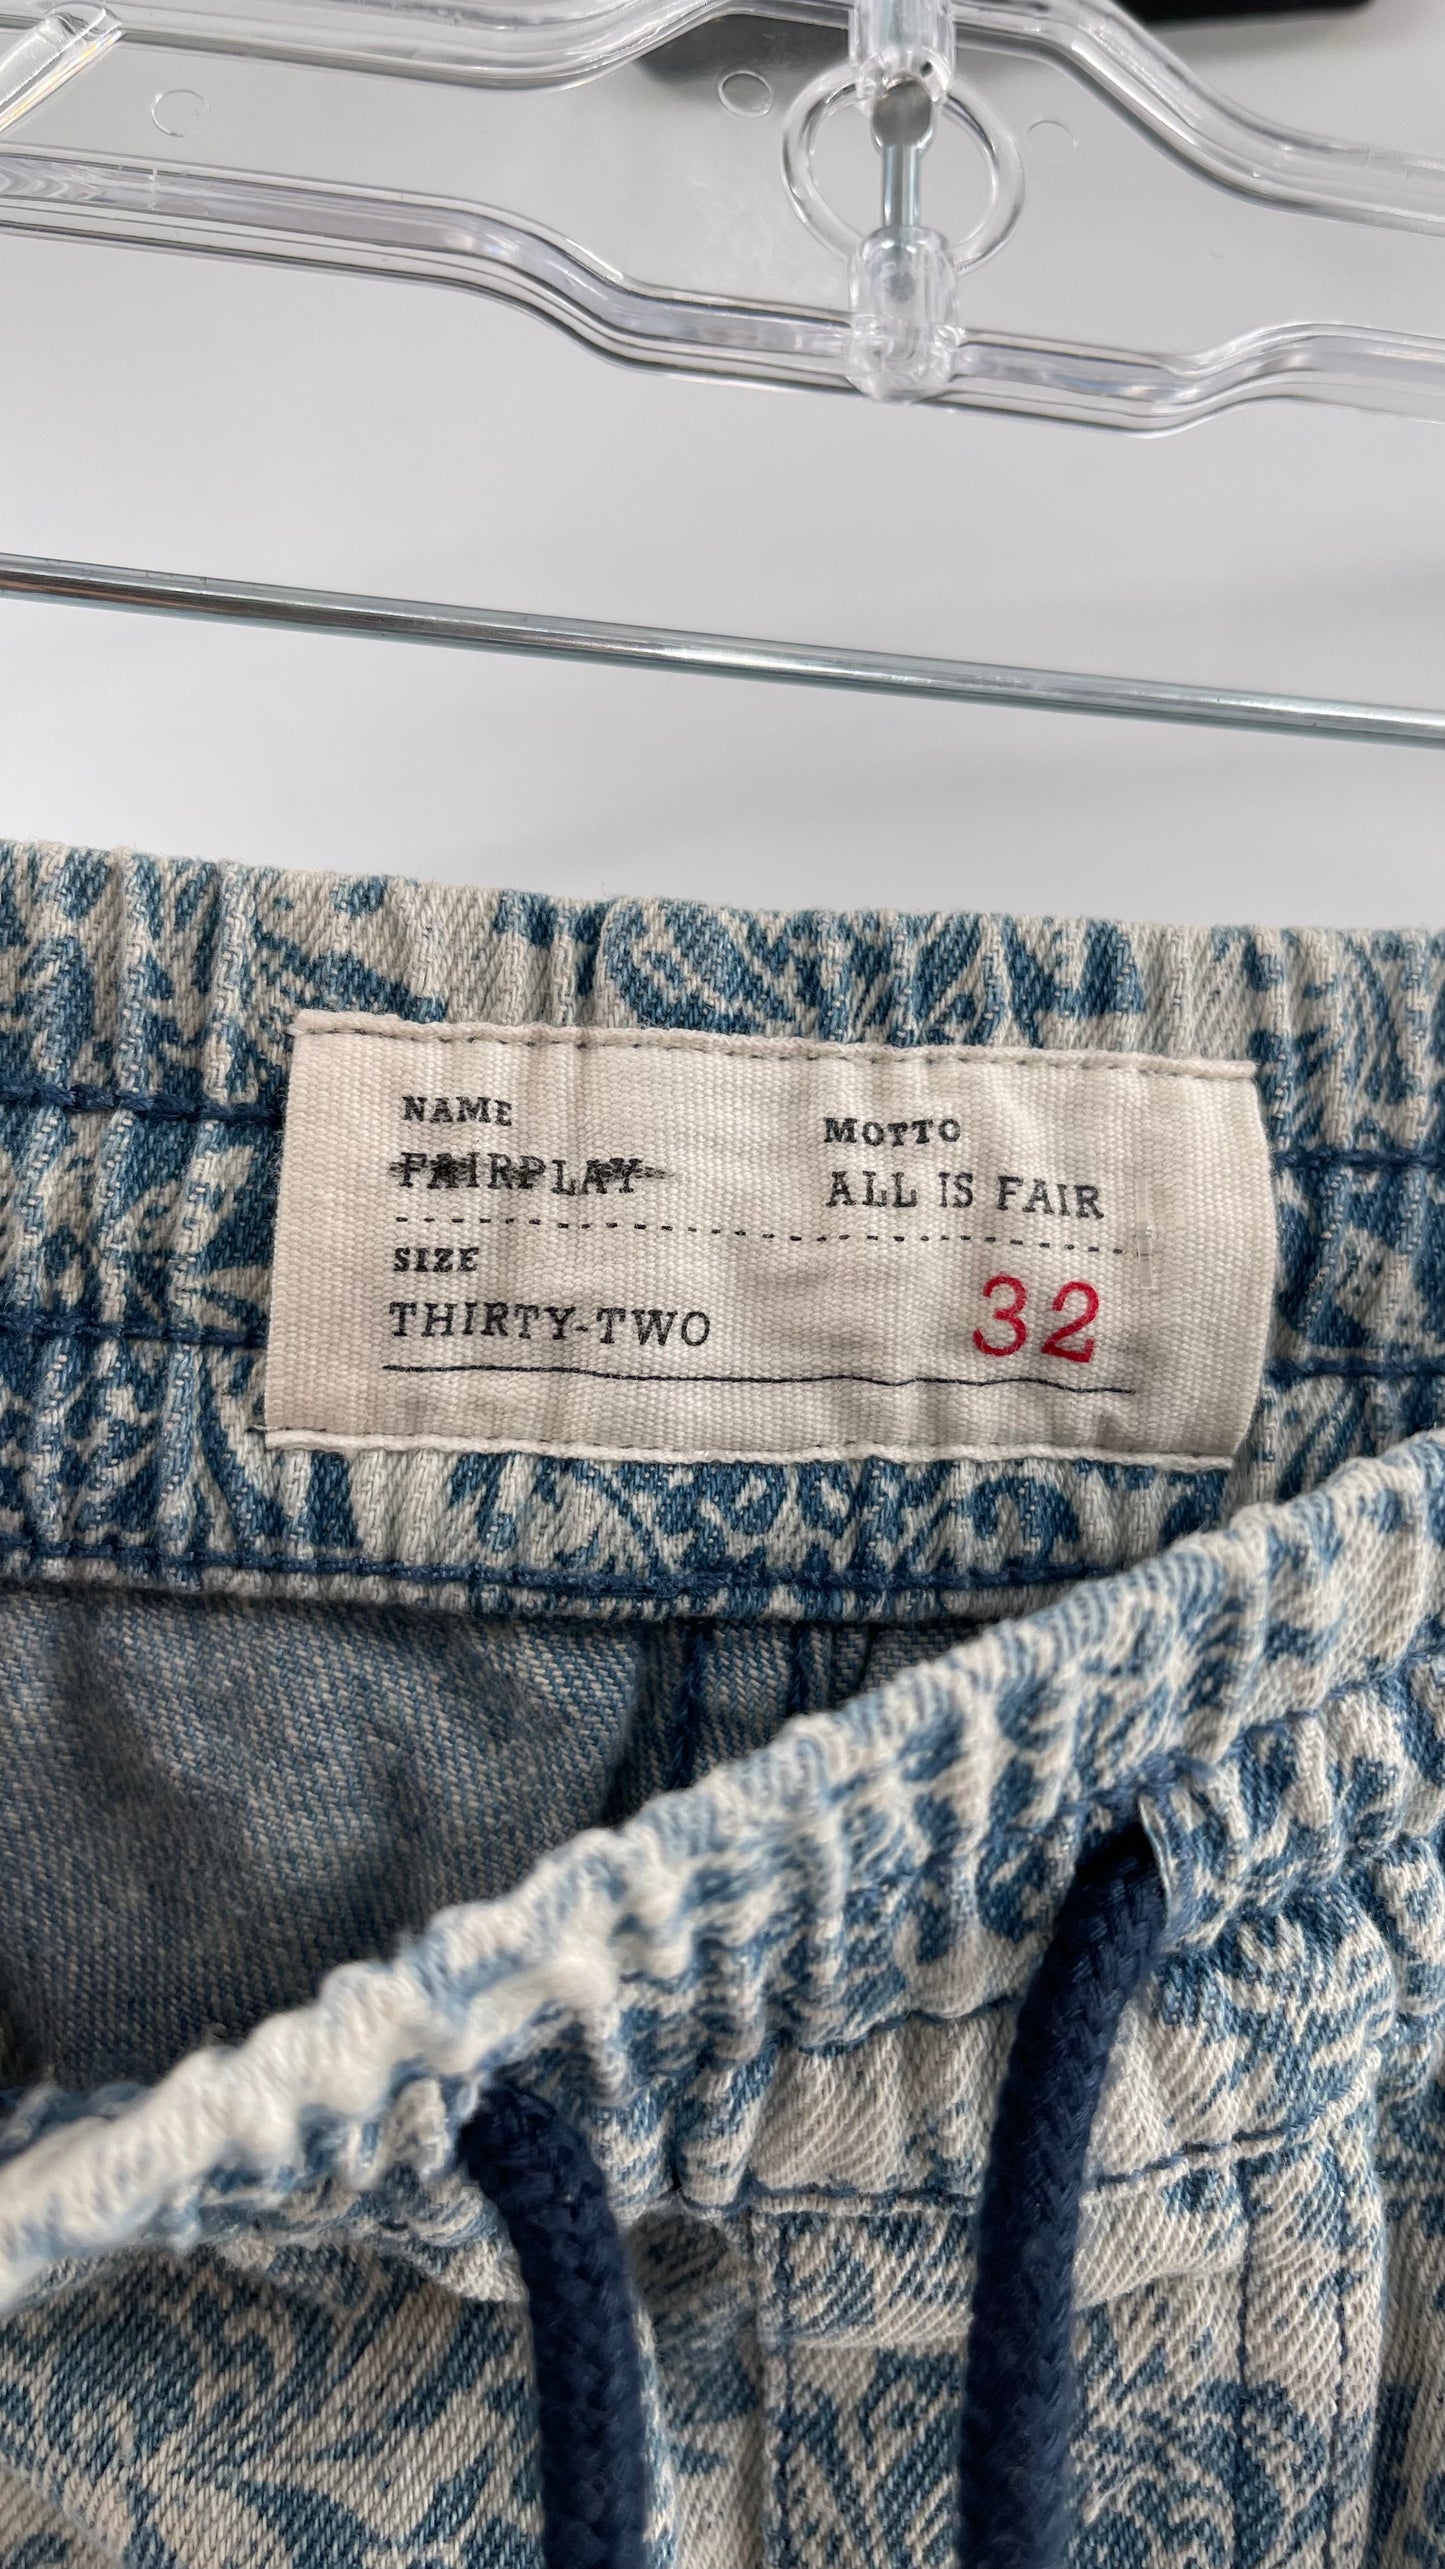 NAME
FAIRPLAY
MOTTO
ALL IS FAIR
SIZE
THIRTY-TWO
32